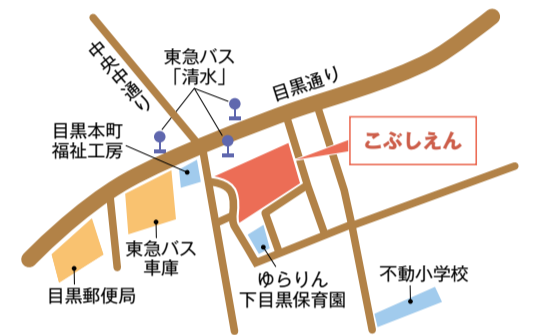 中央中通り
東急バス
「清水」
目黒通り
目黒本町
福祉工房
こぶしえん
東急バス
車庫
目黒郵便局
ゆらりん
下目黒保育園
不動小学校